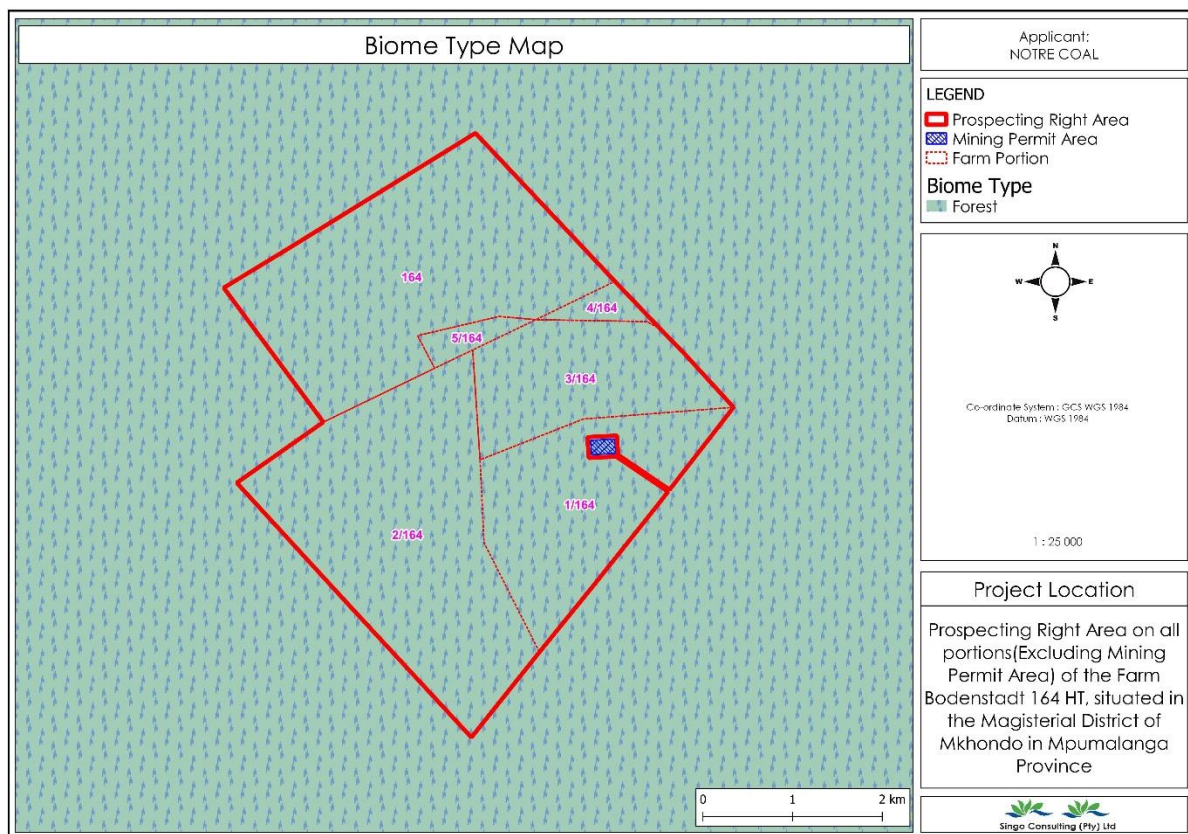 Biome Type Map
164
4/164
5/164
3/164
1/164
2/164
0 1 2 km
Applicant:
NOTRE COAL
LEGEND
Prospecting Right Area
Mining Permit Area
Farm Portion
Biome Type
Forest
N
W E
S
Co-ordinate System : GCS WGS 1984
Datum : WGS 1984
1 : 25 000
Project Location
Prospecting Right Area on all
portions(Excluding Mining
Permit Area) of the Farm
Bodenstadt 164 HT, situated in
the Magisterial District of
Mkhondo in Mpumalanga
Province
Singo Consulting (Pty) Ltd